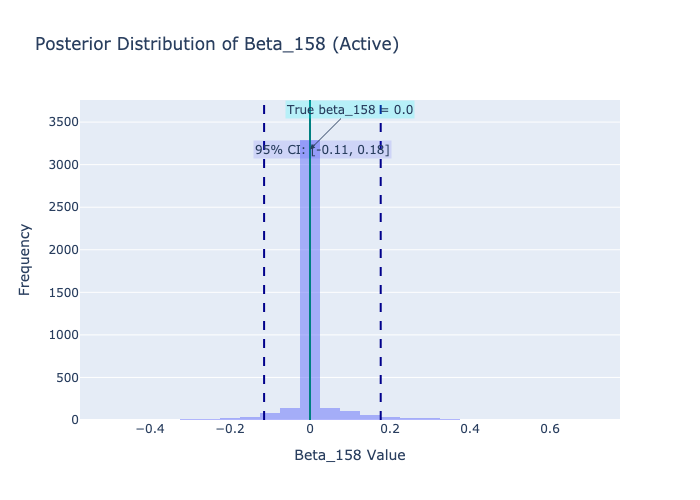 Posterior Distribution of Beta_158 (Active)
True beta_158 = 0.0
95% CI: [-0.11, 0.18]
3500
3000
2500
2000
1500
1000
500
0
Frequency
−0.4
−0.2
0
0.2
0.4
0.6
Beta_158 Value